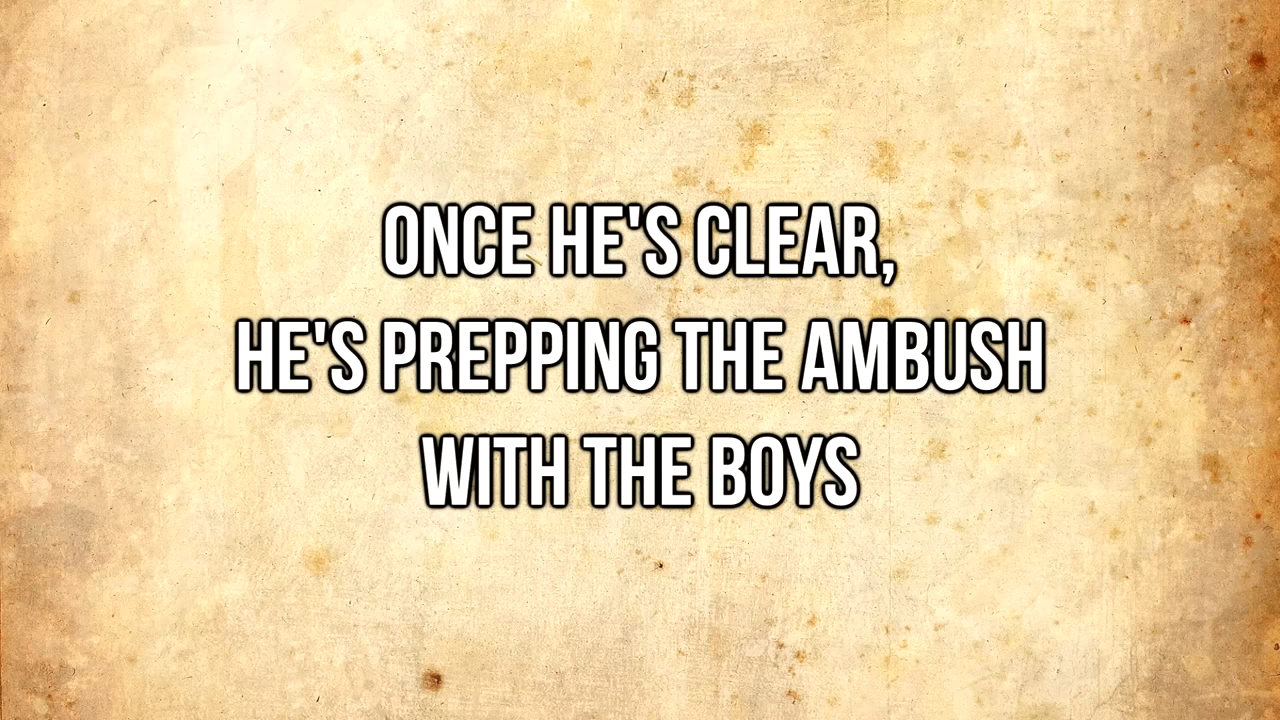 ONCE HE'S CLEAR,
HE'S PREPPING THE AMBUSH
WITH THE BOYS